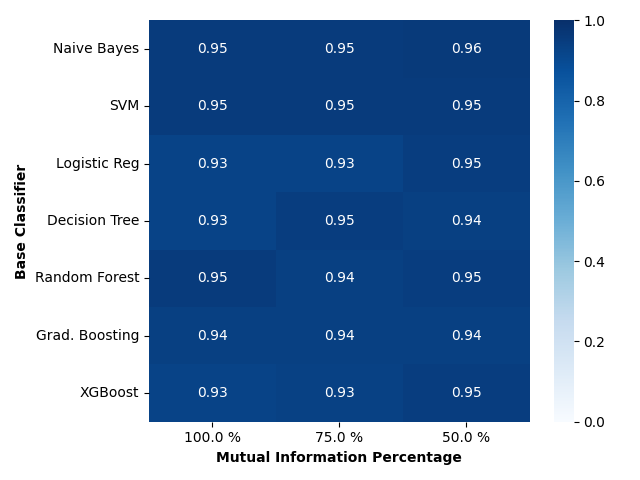 Naive Bayes 0.95 0.95 0.96
SVM 0.95 0.95 0.95
Logistic Reg 0.93 0.93 0.95
Decision Tree 0.93 0.95 0.94
Random Forest 0.95 0.94 0.95
Grad. Boosting 0.94 0.94 0.94
XGBoost 0.93 0.93 0.95
100.0 % 75.0 % 50.0 %
Mutual Information Percentage
Base Classifier
1.0
0.8
0.6
0.4
0.2
0.0